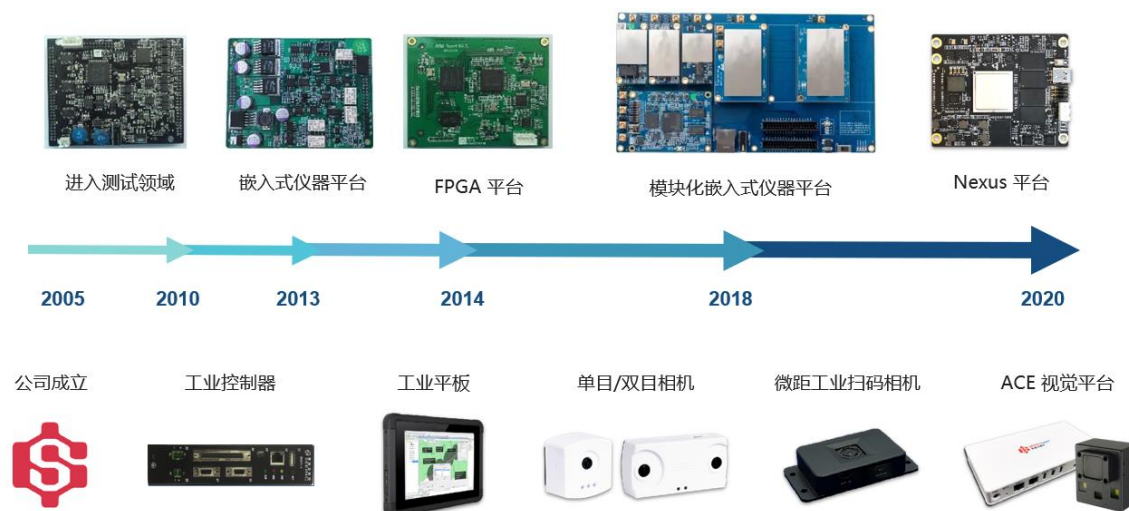 进入测试领域
嵌入式仪器平台
FPGA 平台
模块化嵌入式仪器平台
Nexus 平台
2005
2010
2013
2014
2018
2020
公司成立
工业控制器
工业平板
单目/双目相机
微距工业扫码相机
ACE 视觉平台